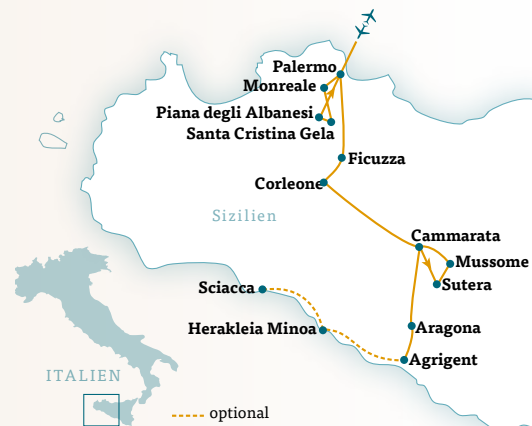 Palermo
Monreale
Piana degli Albanesi
Santa Cristina Gela
Ficuzza
Corleone
Sizilien
Cammarata
Mussome
Sutera
Sciacca
Herakleia Minoa
Aragona
Agrigent
ITALIEN
optional